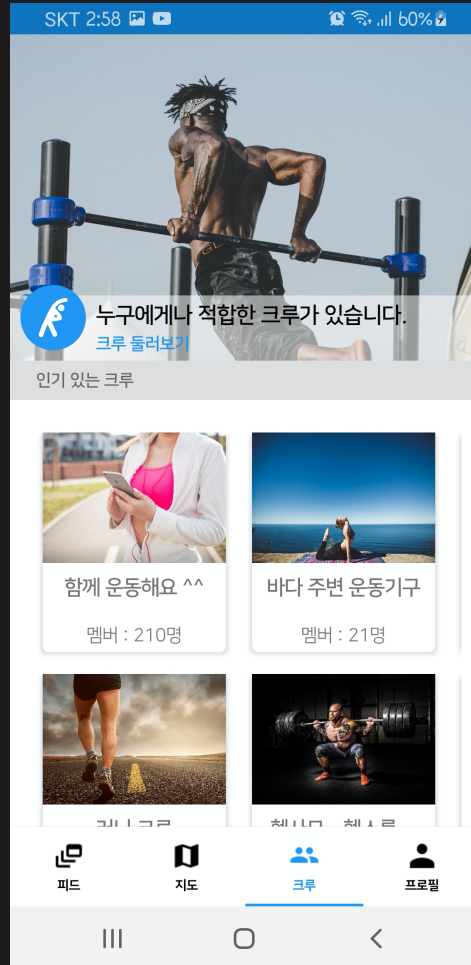 SKT 2:58
60%
누구에게나 적합한 크루가 있습니다.
크루 둘러보기
인기 있는 크루
함께 운동해요 ^^
바다 주변 운동기구
멤버 : 210명
멤버 : 21명
피드
지도
크루
프로필